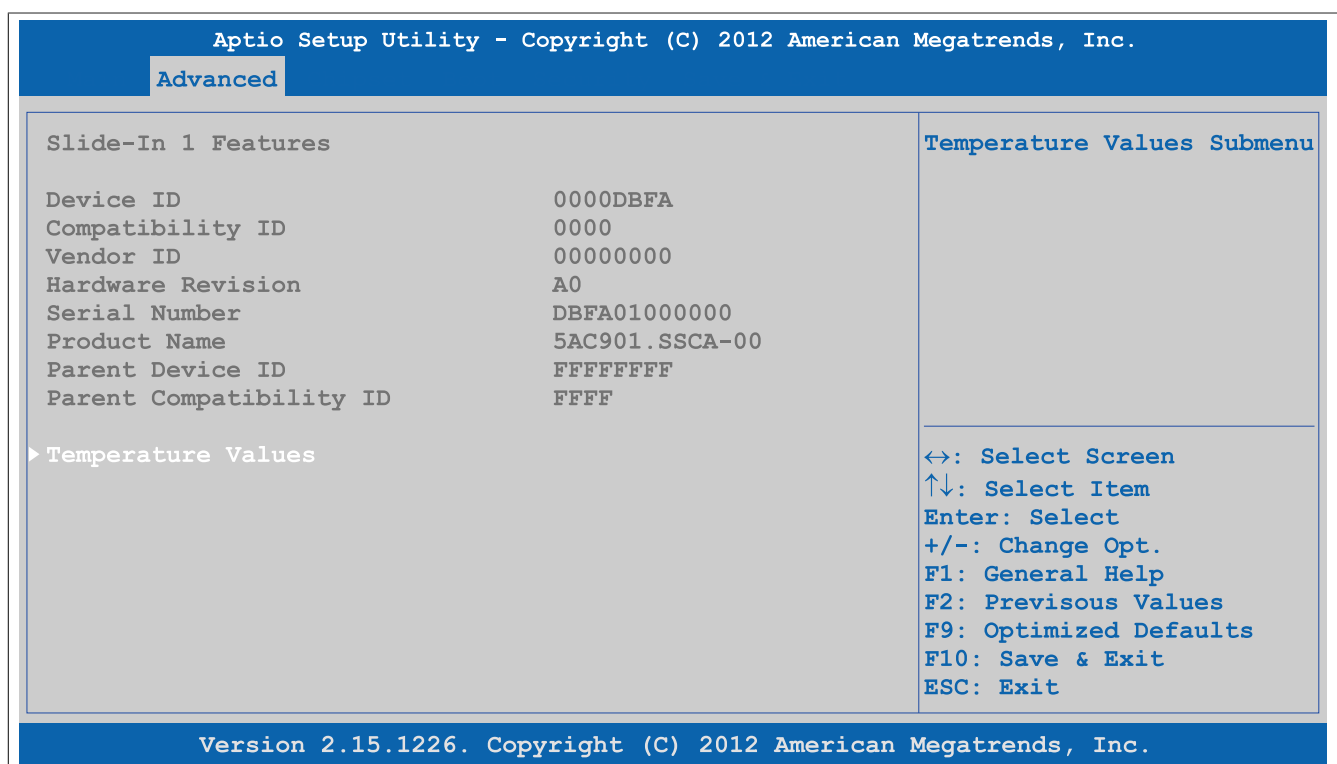 Aptio Setup Utility - Copyright (C) 2012 American Megatrends, Inc.
Advanced
Slide-In 1 Features
Device ID 0000DBFA
Compatibility ID 0000
Vendor ID 00000000
Hardware Revision A0
Serial Number DBFA01000000
Product Name 5AC901.SSCA-00
Parent Device ID FFFFFFFF
Parent Compatibility ID FFFF
Temperature Values
Temperature Values Submenu
↔: Select Screen
↑↓: Select Item
Enter: Select
+/-: Change Opt.
F1: General Help
F2: Previsous Values
F9: Optimized Defaults
F10: Save & Exit
ESC: Exit
Version 2.15.1226. Copyright (C) 2012 American Megatrends, Inc.